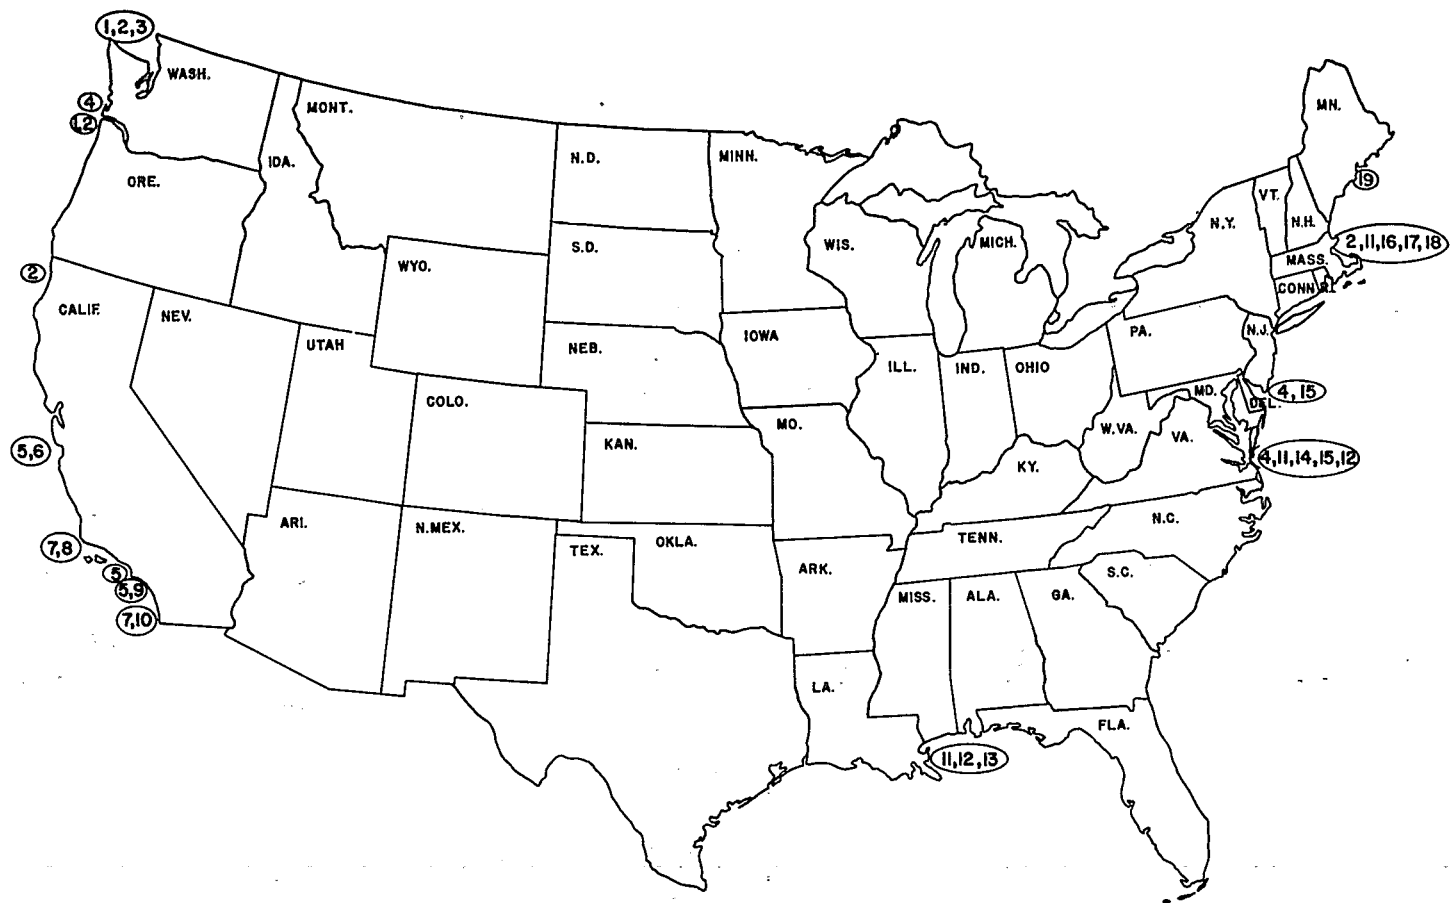 1,2,3
WASH.
4
1,2
MONT.
IDA.
ORE.
N.D.
MINN.
MN.
19
VT.
N.H.
N.Y.
2,11,16,17,18
MASS.
CONN
R.I.
S.D.
WIS.
MICH.
WYO.
2
CALIF.
NEV.
UTAH
IOWA
PA.
N.J.
NEB.
ILL.
IND.
OHIO
COLO.
MD.
DEL.
4,15
MO.
W.VA.
VA.
KAN.
KY.
4,11,14,15,12
5,6
ARI.
N.MEX.
TEX.
OKLA.
TENN.
N.C.
7,8
5
5,9
7,10
ARK.
S.C.
MISS.
ALA.
GA.
LA.
FLA.
11,12,13